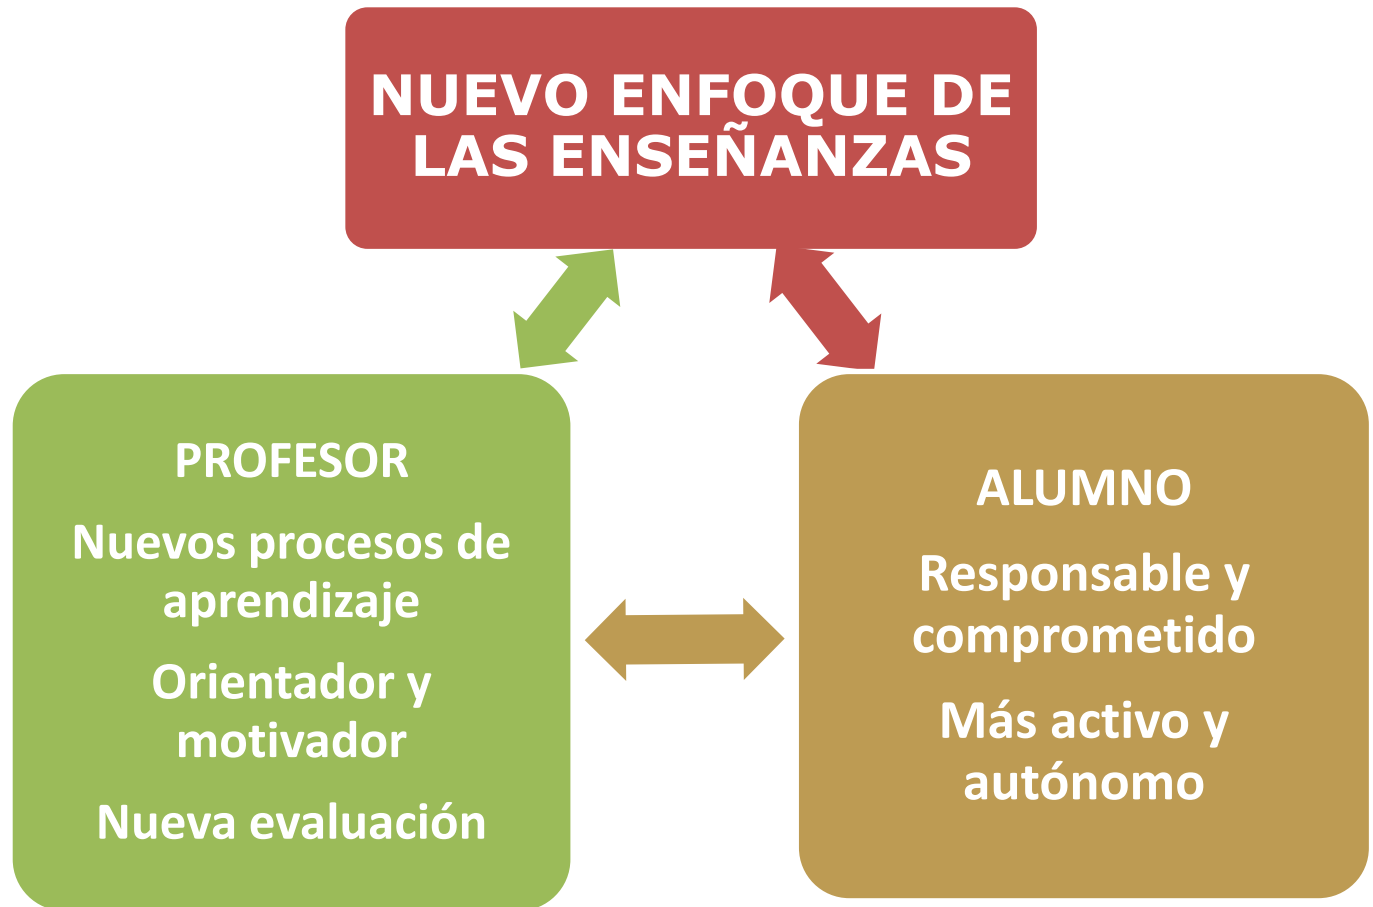 NUEVO ENFOQUE DE
LAS ENSEÑANZAS
PROFESOR
Nuevos procesos de
aprendizaje
Orientador y
motivador
Nueva evaluación
ALUMNO
Responsable y
comprometido
Más activo y
autónomo